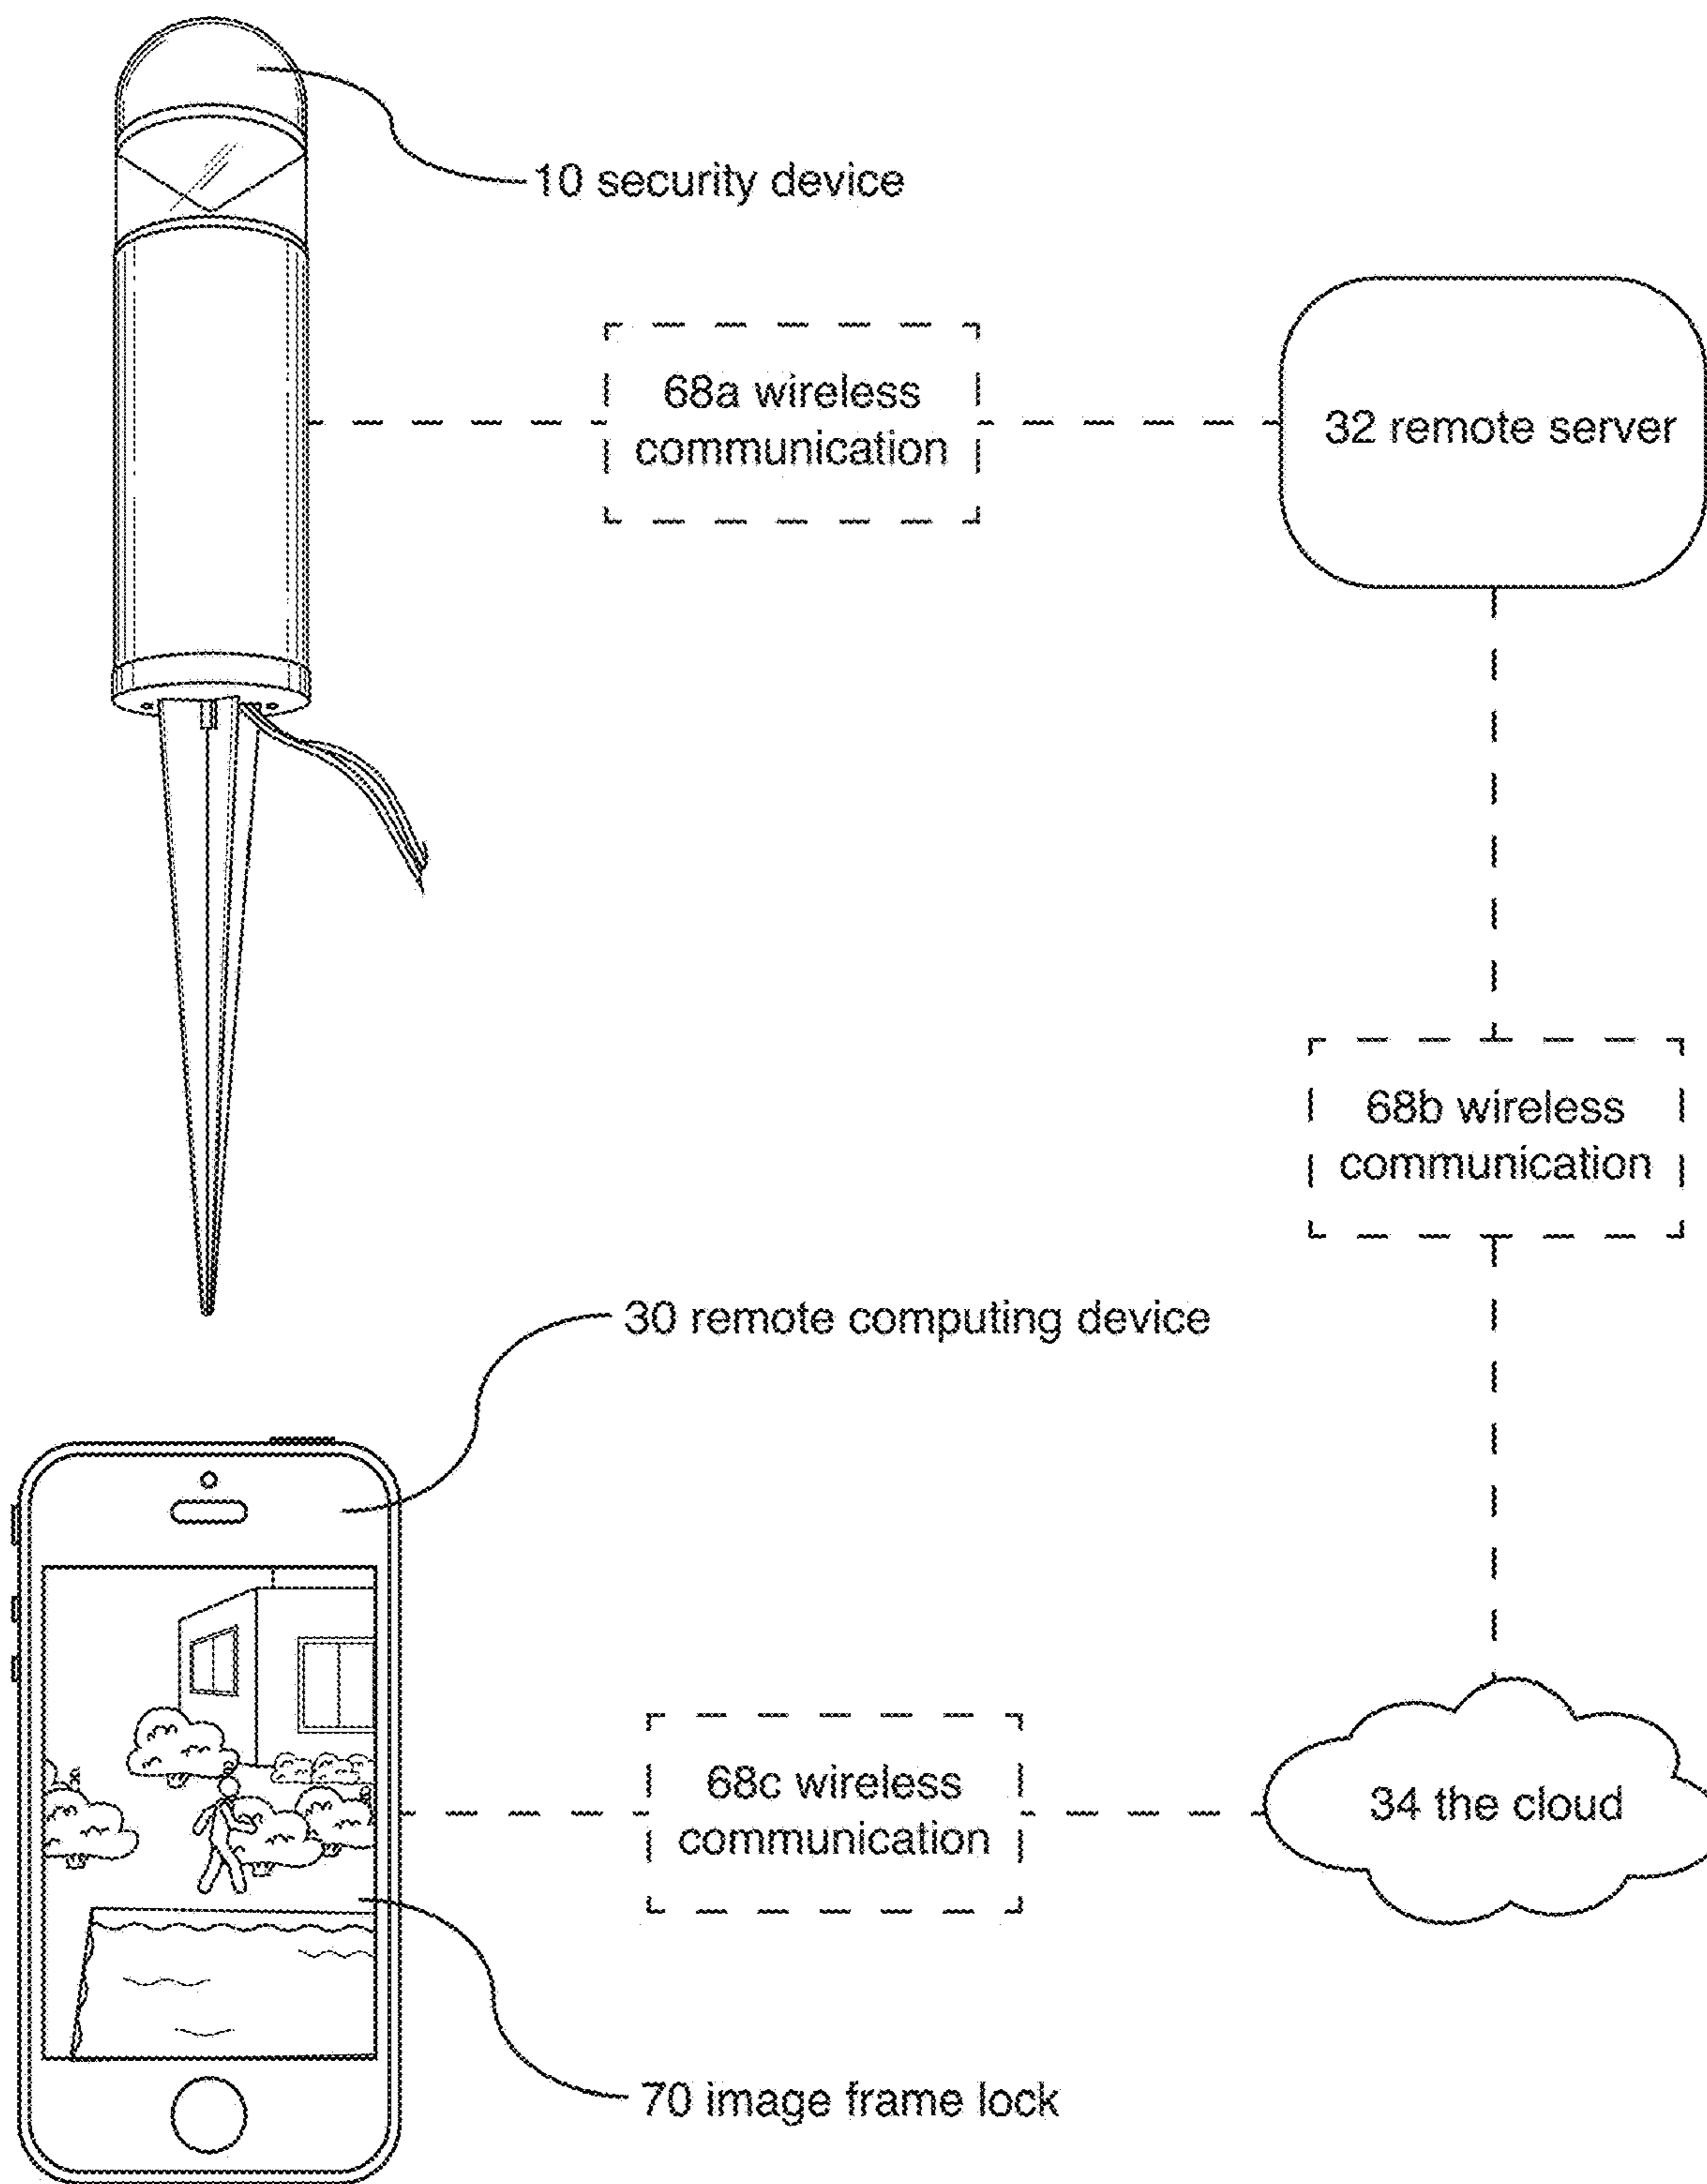 10 security device
68a wireless
communication
32 remote server
68b wireless
communication
30 remote computing device
68c wireless
communication
34 the cloud
70 image frame lock